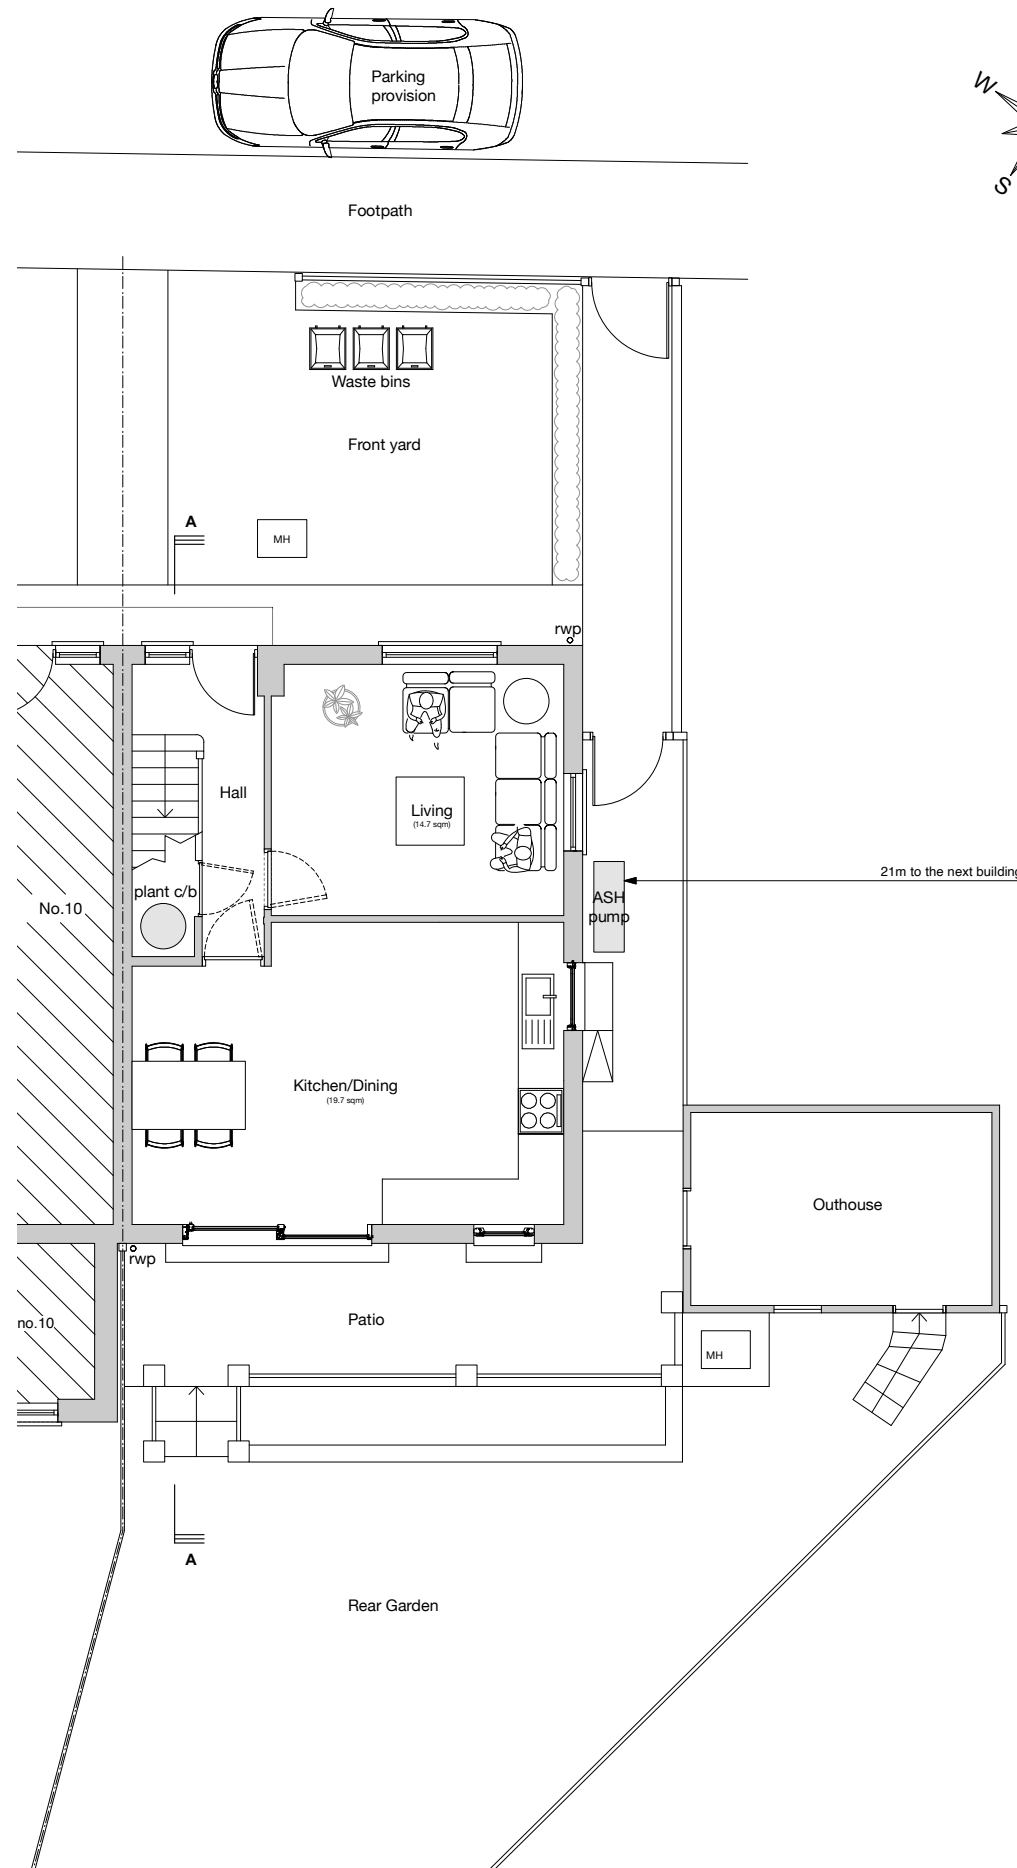 Parking
provision
W
S
Footpath
Waste bins
Front yard
A
MH
rwp
Hall
Living
(14.7 sqm)
plant c/b
No.10
ASH
pump
21m to the next building
Kitchen/Dining
(19.7 sqm)
Outhouse
rwp
no.10
Patio
MH
A
Rear Garden